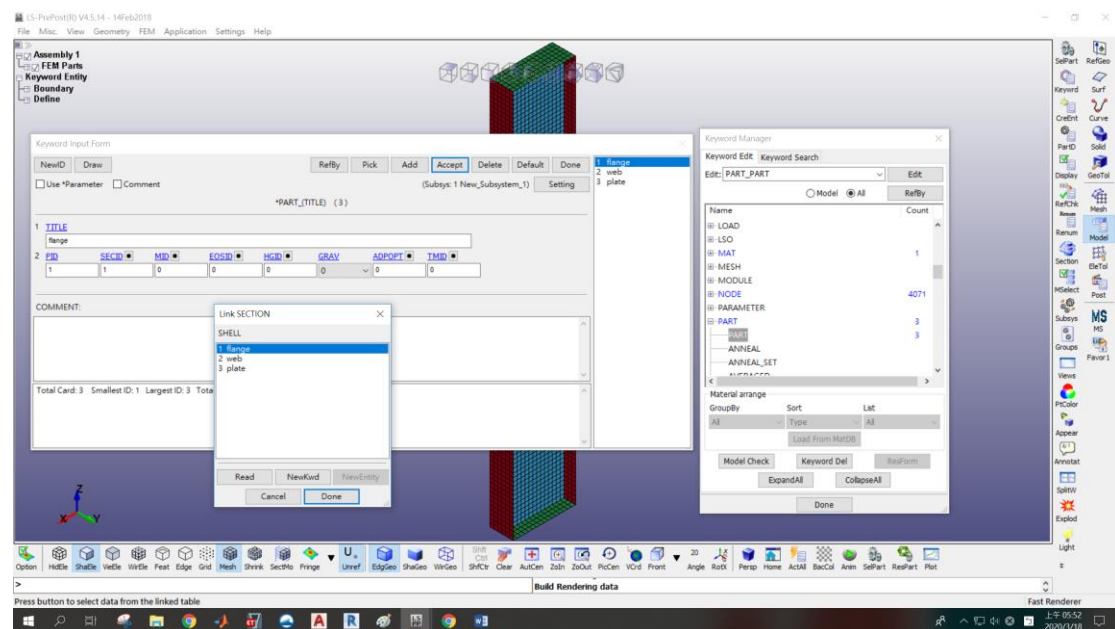 LS-PrePost(R) V4.5.14 - 14Feb2018
File Misc. View Geometry FEM Application Settings Help
Assembly 1
FEM Parts
Keyword Entity
Boundary
Define
Keyword Input Form
NewID Draw RefBy Pick Add Accept Delete Default Done
Use *Parameter Comment (Subsys: 1 New_Subsystem_1) Setting
*PART_(TITLE) (3)
1 TITLE
flange
2 PID SECID MID EOSID HGID GRAV ADPOPT TMID
1 1 0 0 0 0 0 0
COMMENT:
Total Card: 3 Smallest ID: 1 Largest ID: 3 Tota
1 flange
2 web
3 plate
Link SECTION
SHELL
1 flange
2 web
3 plate
Read NewKwd NewEntity
Cancel Done
Keyword Manager
Keyword Edit Keyword Search
Edit: PART_PART Edit
Model All RefBy
Name Count
LOAD
LSO
MAT 1
MESH
MODULE
NODE 4071
PARAMETER
PART 3
PART 3
ANNEAL
ANNEAL_SET
Material arrange
GroupBy Sort List
All Type All
Load From MatDB
Model Check Keyword Del ResForm
ExpandAll CollapseAll
Done
SelPart RefGeo
Keywrd Surf
CreEnt Curve
PartD Solid
Display GeoTol
RefChk Mesh
Renum
Renum Model
Section EleTol
MSelect Post
Subsys MS
MS
Groups Favor1
Views
PtColor
Appear
Annotat
SplitW
Explod
Light
Z
X Y
Option HidEle ShaEle VieEle WirEle Feat Edge Grid Mesh Shrink SectMo Fringe Unref EdgGeo ShaGeo WirGeo ShfCtr Clear AutCen ZoIn ZoOut PicCen VCrd Front Angle RotX Persp Home ActAll BacCol Anim SelPart ResPart Plot
Shft
Ctrl
20
>
Build Rendering data
Press button to select data from the linked table Fast Renderer
上午 05:52
2020/3/18